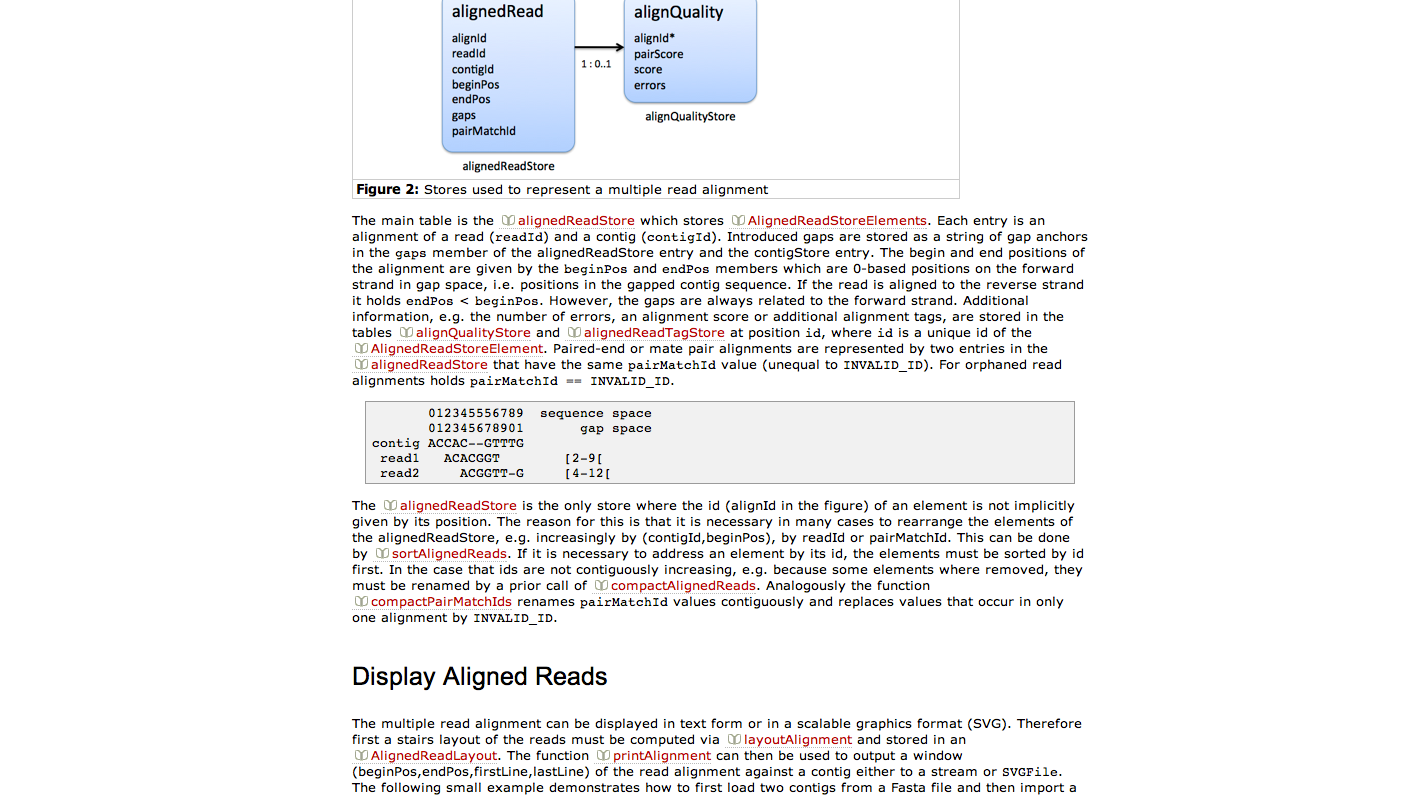 alignedRead
alignId
readId
contigId
beginPos
endPos
gaps
pairMatchId
alignedReadStore
1 : 0..1
alignQuality
alignId*
pairScore
score
errors
alignQualityStore
Figure 2: Stores used to represent a multiple read alignment
The main table is the alignedReadStore which stores AlignedReadStoreElements. Each entry is an
alignment of a read (readId) and a contig (contigId). Introduced gaps are stored as a string of gap anchors
in the gaps member of the alignedReadStore entry and the contigStore entry. The begin and end positions of
the alignment are given by the beginPos and endPos members which are 0-based positions on the forward
strand in gap space, i.e. positions in the gapped contig sequence. If the read is aligned to the reverse strand
it holds endPos < beginPos. However, the gaps are always related to the forward strand. Additional
information, e.g. the number of errors, an alignment score or additional alignment tags, are stored in the
tables alignQualityStore and alignedReadTagStore at position id, where id is a unique id of the
AlignedReadStoreElement. Paired-end or mate pair alignments are represented by two entries in the
alignedReadStore that have the same pairMatchId value (unequal to INVALID_ID). For orphaned read
alignments holds pairMatchId == INVALID_ID.
012345556789 sequence space
012345678901 gap space
contig ACCAC--GTTTG
read1 ACACGGT [2-9[
read2 ACGGTT-G [4-12[
The alignedReadStore is the only store where the id (alignId in the figure) of an element is not implicitly
given by its position. The reason for this is that it is necessary in many cases to rearrange the elements of
the alignedReadStore, e.g. increasingly by (contigId,beginPos), by readId or pairMatchId. This can be done
by sortAlignedReads. If it is necessary to address an element by its id, the elements must be sorted by id
first. In the case that ids are not contiguously increasing, e.g. because some elements where removed, they
must be renamed by a prior call of compactAlignedReads. Analogously the function
compactPairMatchIds renames pairMatchId values contiguously and replaces values that occur in only
one alignment by INVALID_ID.
Display Aligned Reads
The multiple read alignment can be displayed in text form or in a scalable graphics format (SVG). Therefore
first a stairs layout of the reads must be computed via layoutAlignment and stored in an
AlignedReadLayout. The function printAlignment can then be used to output a window
(beginPos,endPos,firstLine,lastLine) of the read alignment against a contig either to a stream or SVGFile.
The following small example demonstrates how to first load two contigs from a Fasta file and then import a